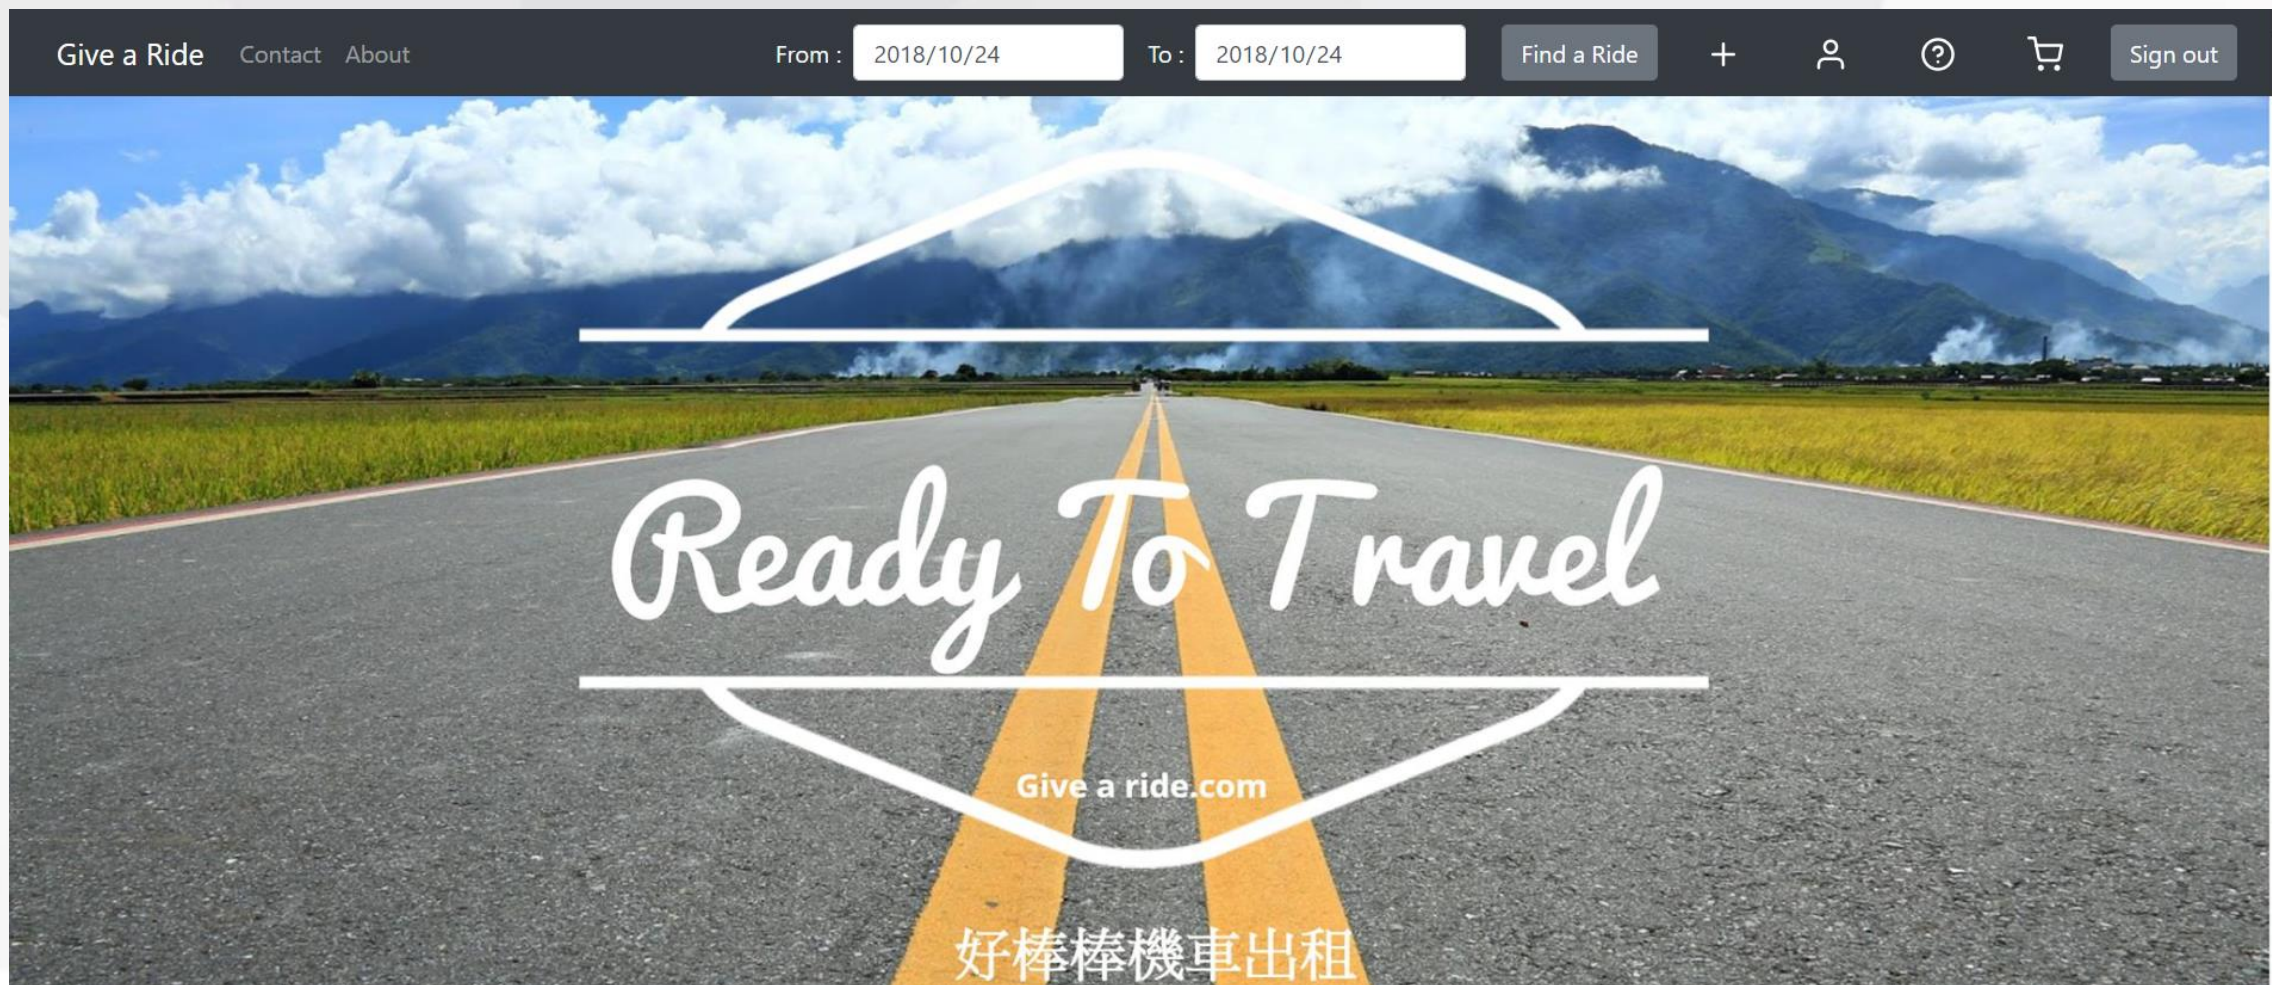 Give a Ride Contact About From : 2018/10/24 To : 2018/10/24 Find a Ride Sign out
Ready To Travel
Give a ride.com
好棒棒機車出租